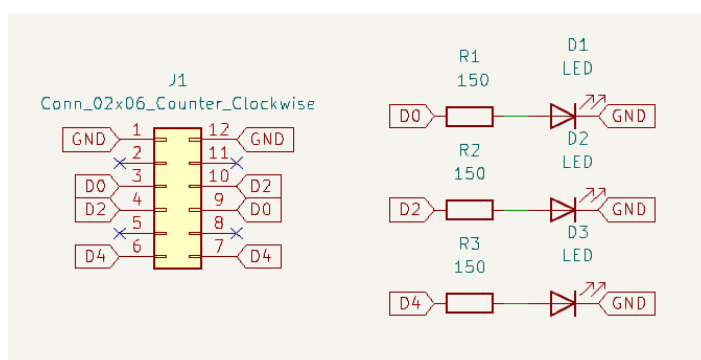 J1
Conn_02x06_Counter_Clockwise
GND 1 12 GND
2 11
D0 3 10 D2
D2 4 9 D0
5 8
D4 6 7 D4
R1
150
D1
LED
D0
GND
R2
150
D2
LED
D2
GND
R3
150
D3
LED
D4
GND